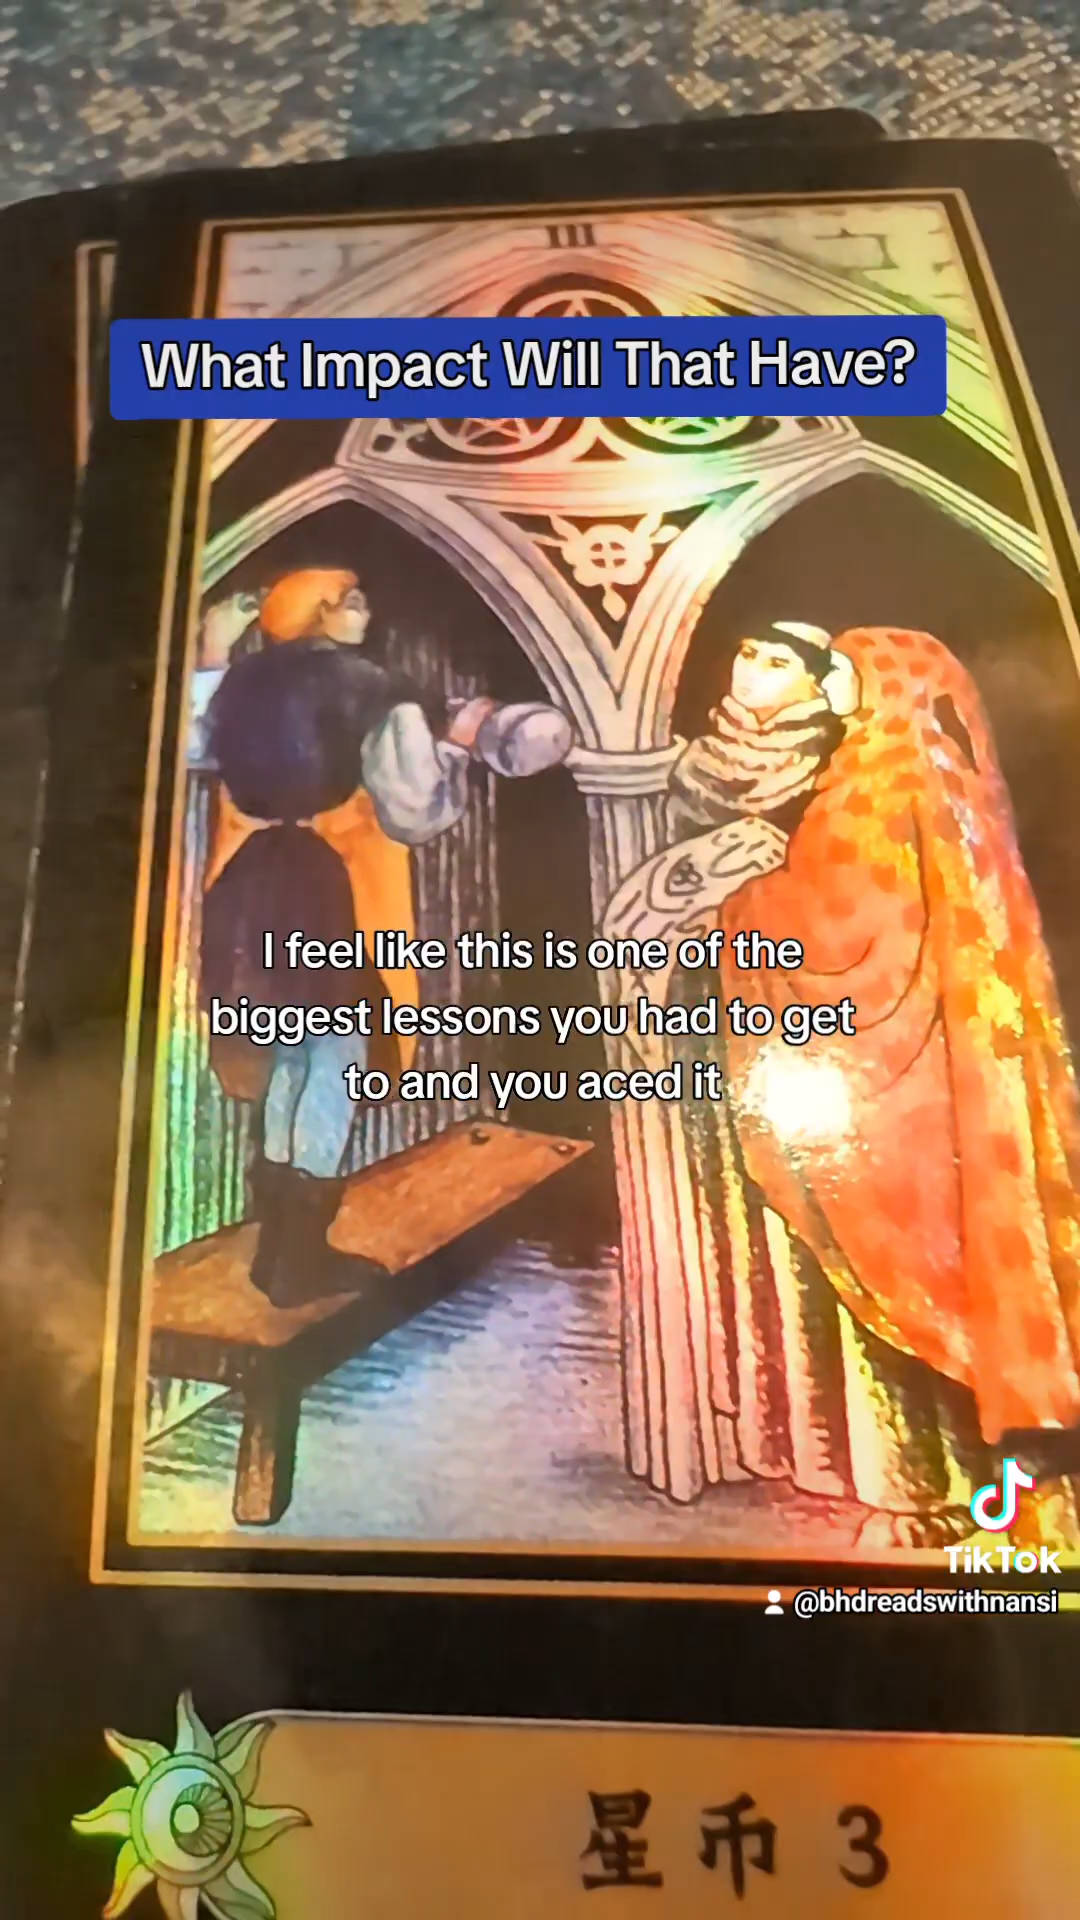 III
What Impact Will That Have?
I feel like this is one of the
biggest lessons you had to get
to and you aced it
TikTok
@bhdreadswithnansi
星币 3